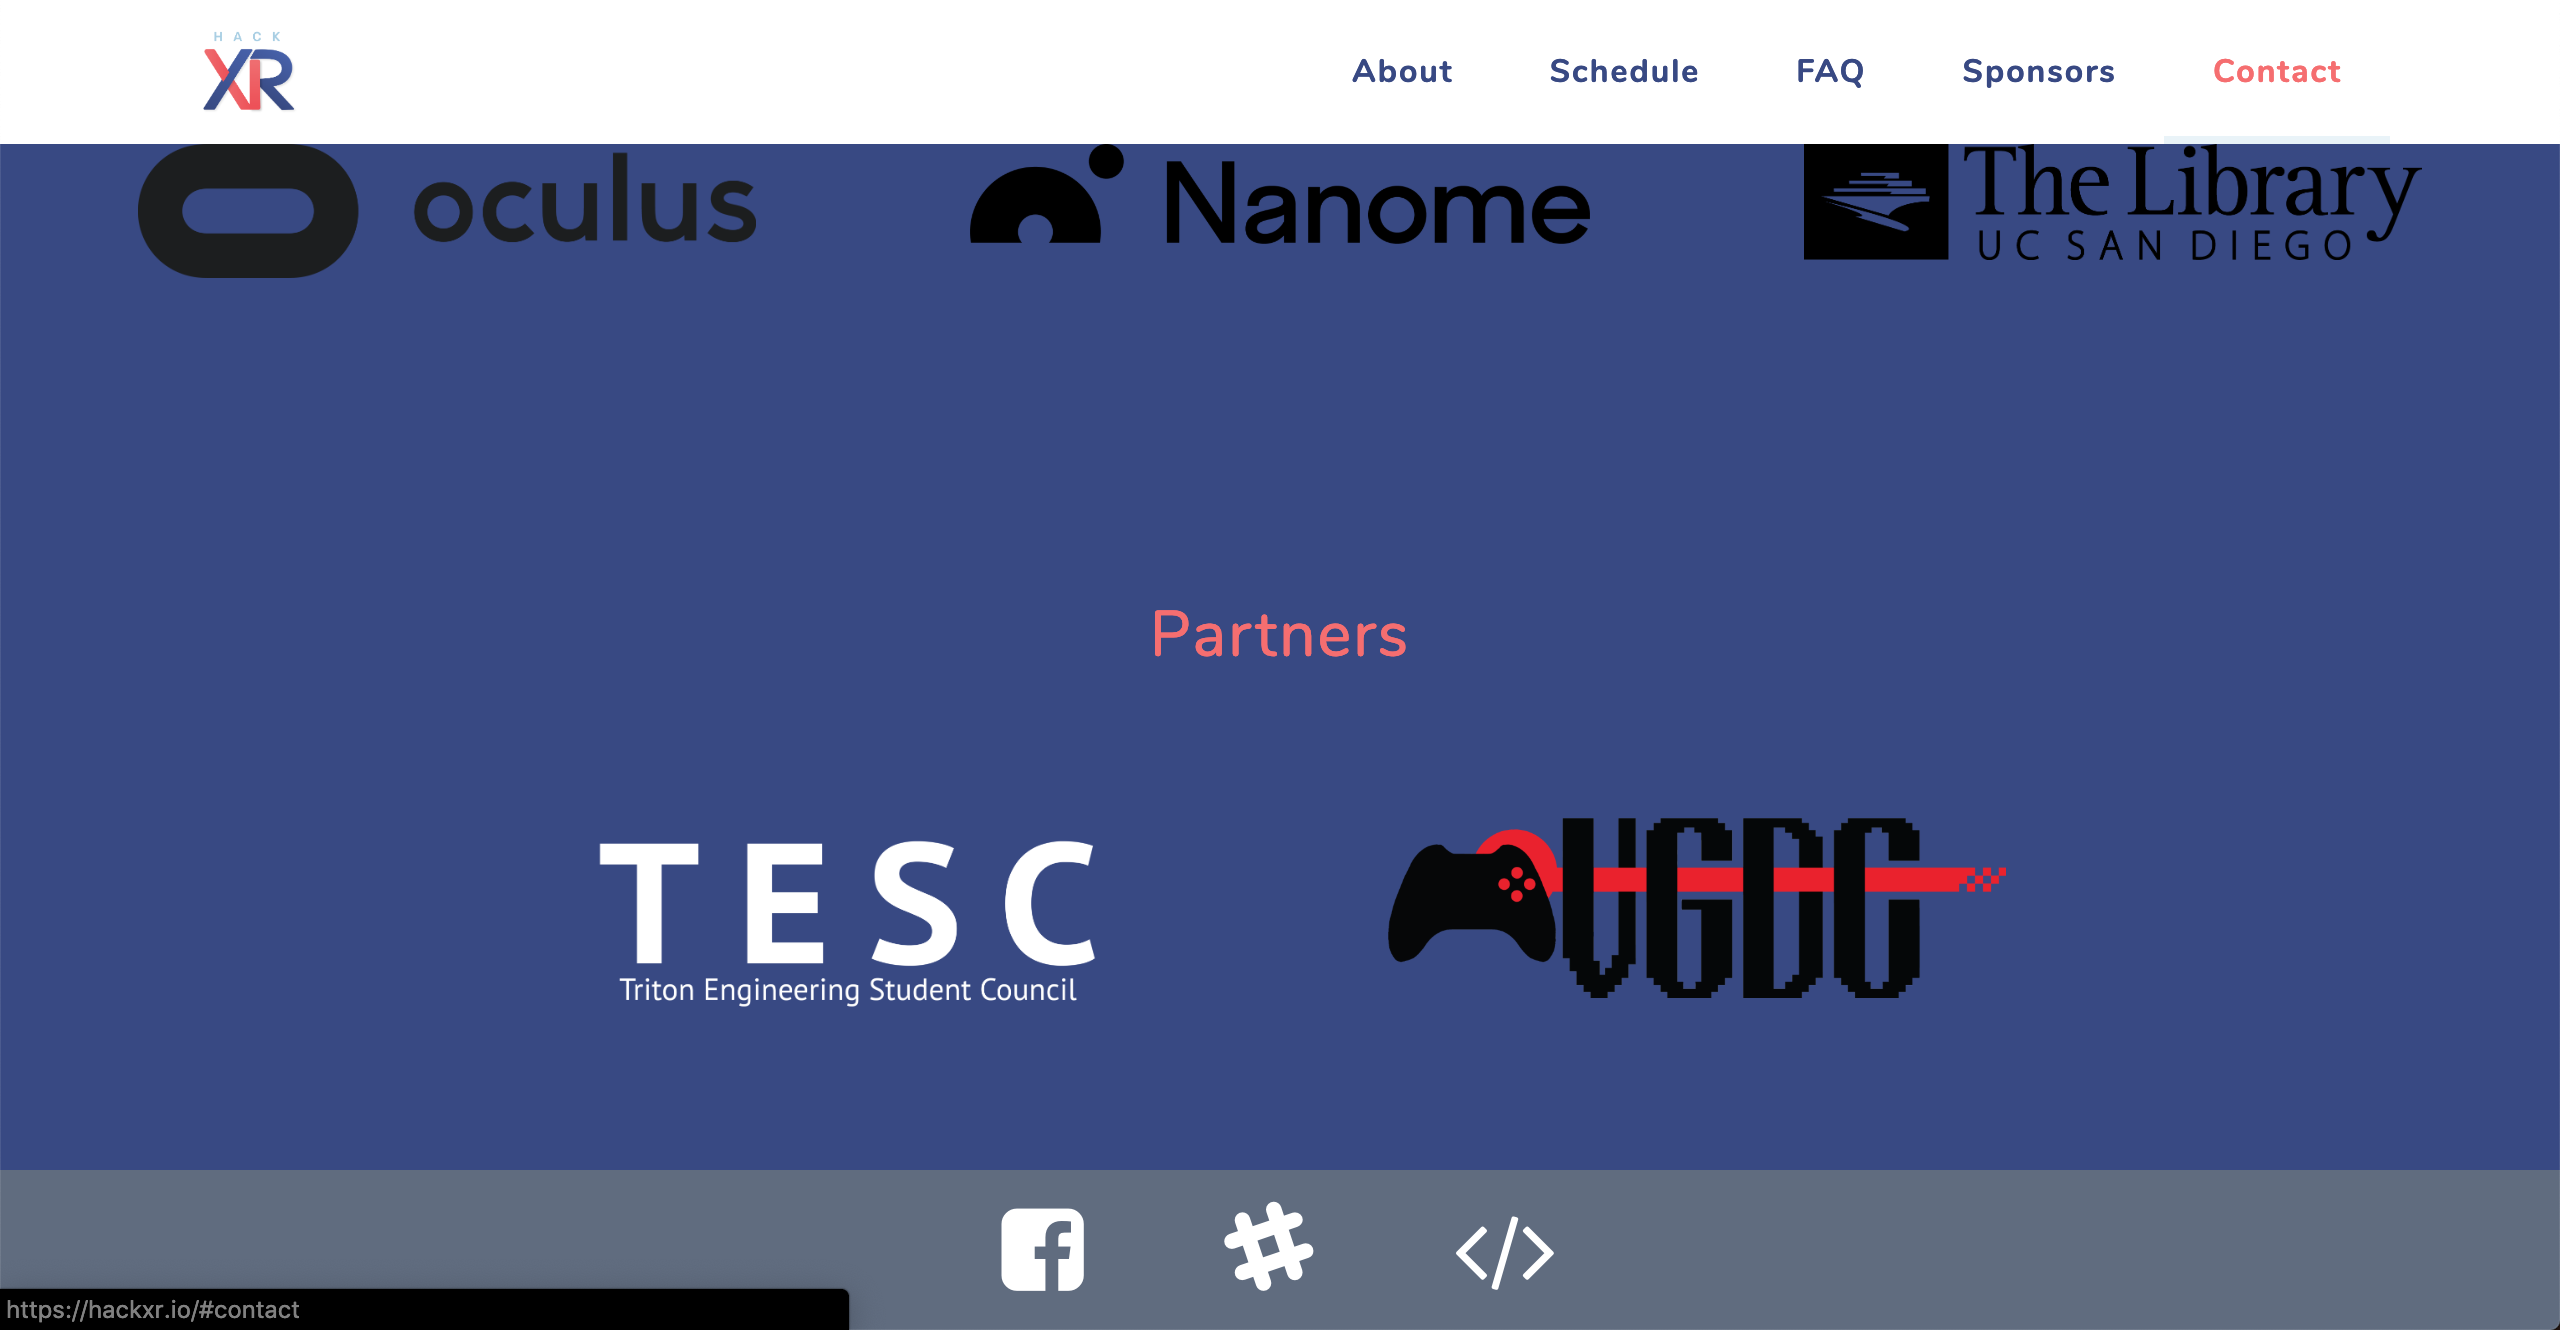 HACK
XR
About Schedule FAQ Sponsors Contact
oculus
Nanome
The Library
UC SAN DIEGO
Partners
TESC
Triton Engineering Student Council
VGDC
https://hackxr.io/#contact